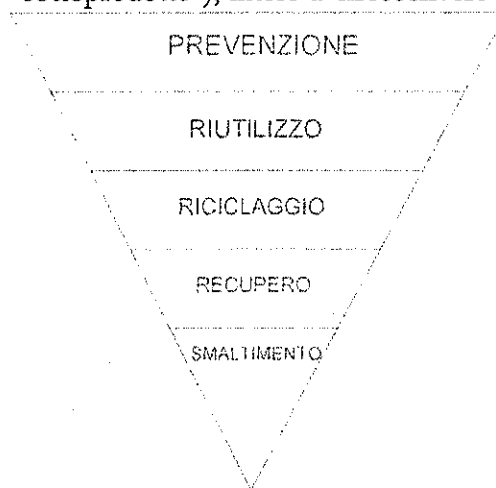 PREVENZIONE
RIUTILIZZO
RICICLAGGIO
RECUPERO
SMALTIMENTO